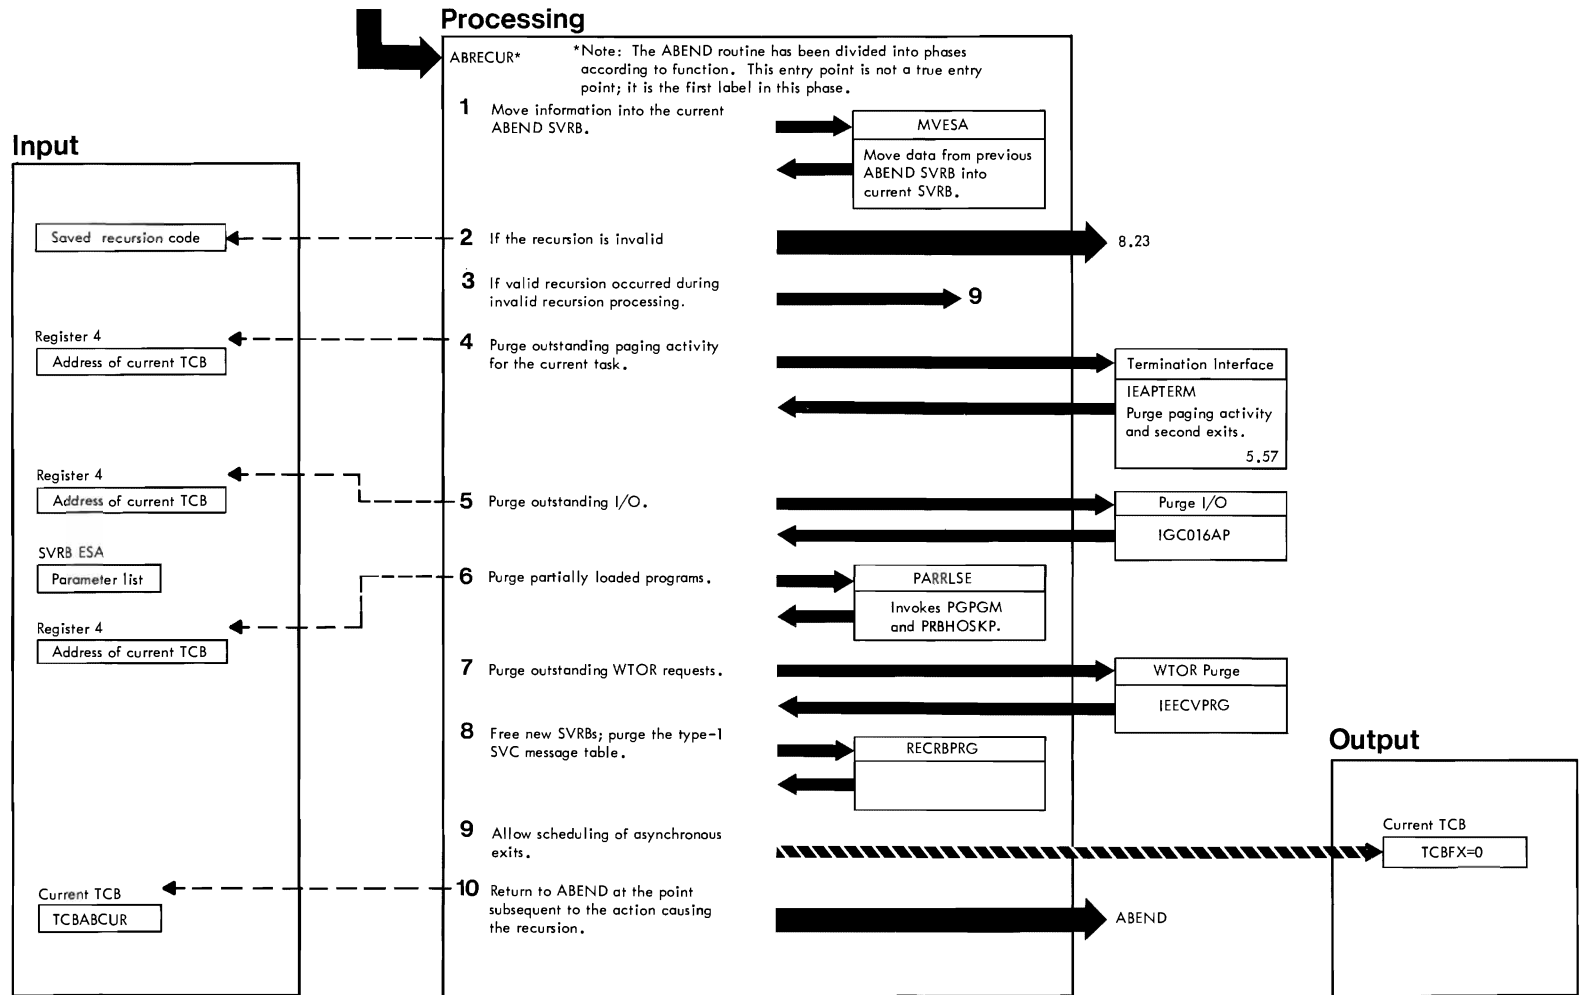 Processing
ABRECUR*
*Note: The ABEND routine has been divided into phases
according to function. This entry point is not a true entry
point; it is the first label in this phase.
1 Move information into the current
ABEND SVRB.
MVESA
Move data from previous
ABEND SVRB into
current SVRB.
Input
Saved recursion code
2 If the recursion is invalid
8.23
3 If valid recursion occurred during
invalid recursion processing.
9
Register 4
Address of current TCB
4 Purge outstanding paging activity
for the current task.
Termination Interface
IEAPTERM
Purge paging activity
and second exits.
5.57
Register 4
Address of current TCB
5 Purge outstanding I/O.
Purge I/O
IGC016AP
SVRB ESA
Parameter list
6 Purge partially loaded programs.
PARRLSE
Invokes PGPGM
and PRBHOSKP.
Register 4
Address of current TCB
7 Purge outstanding WTOR requests.
WTOR Purge
IEECVPRG
8 Free new SVRBs; purge the type-1
SVC message table.
RECRBPRG
Output
9 Allow scheduling of asynchronous
exits.
Current TCB
TCBFX=0
Current TCB
TCBABCUR
10 Return to ABEND at the point
subsequent to the action causing
the recursion.
ABEND